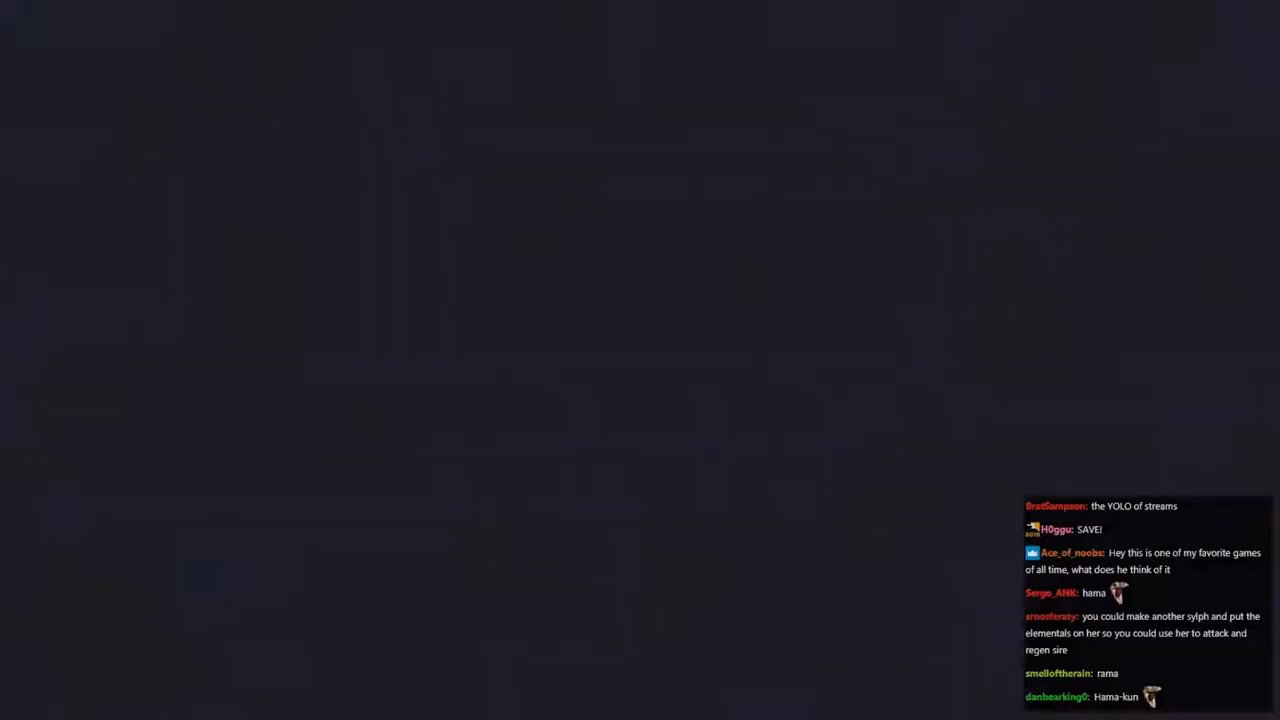 BratSampson: the YOLO of streams
2019 H0ggu: SAVE!
Ace_of_noobs: Hey this is one of my favorite games
of all time, what does he think of it
Sergo_ANK: hama
amosferaty: you could make another sylph and put the
elementals on her so you could use her to attack and
regen sire
smelloftherain: rama
danbearking0: Hama-kun